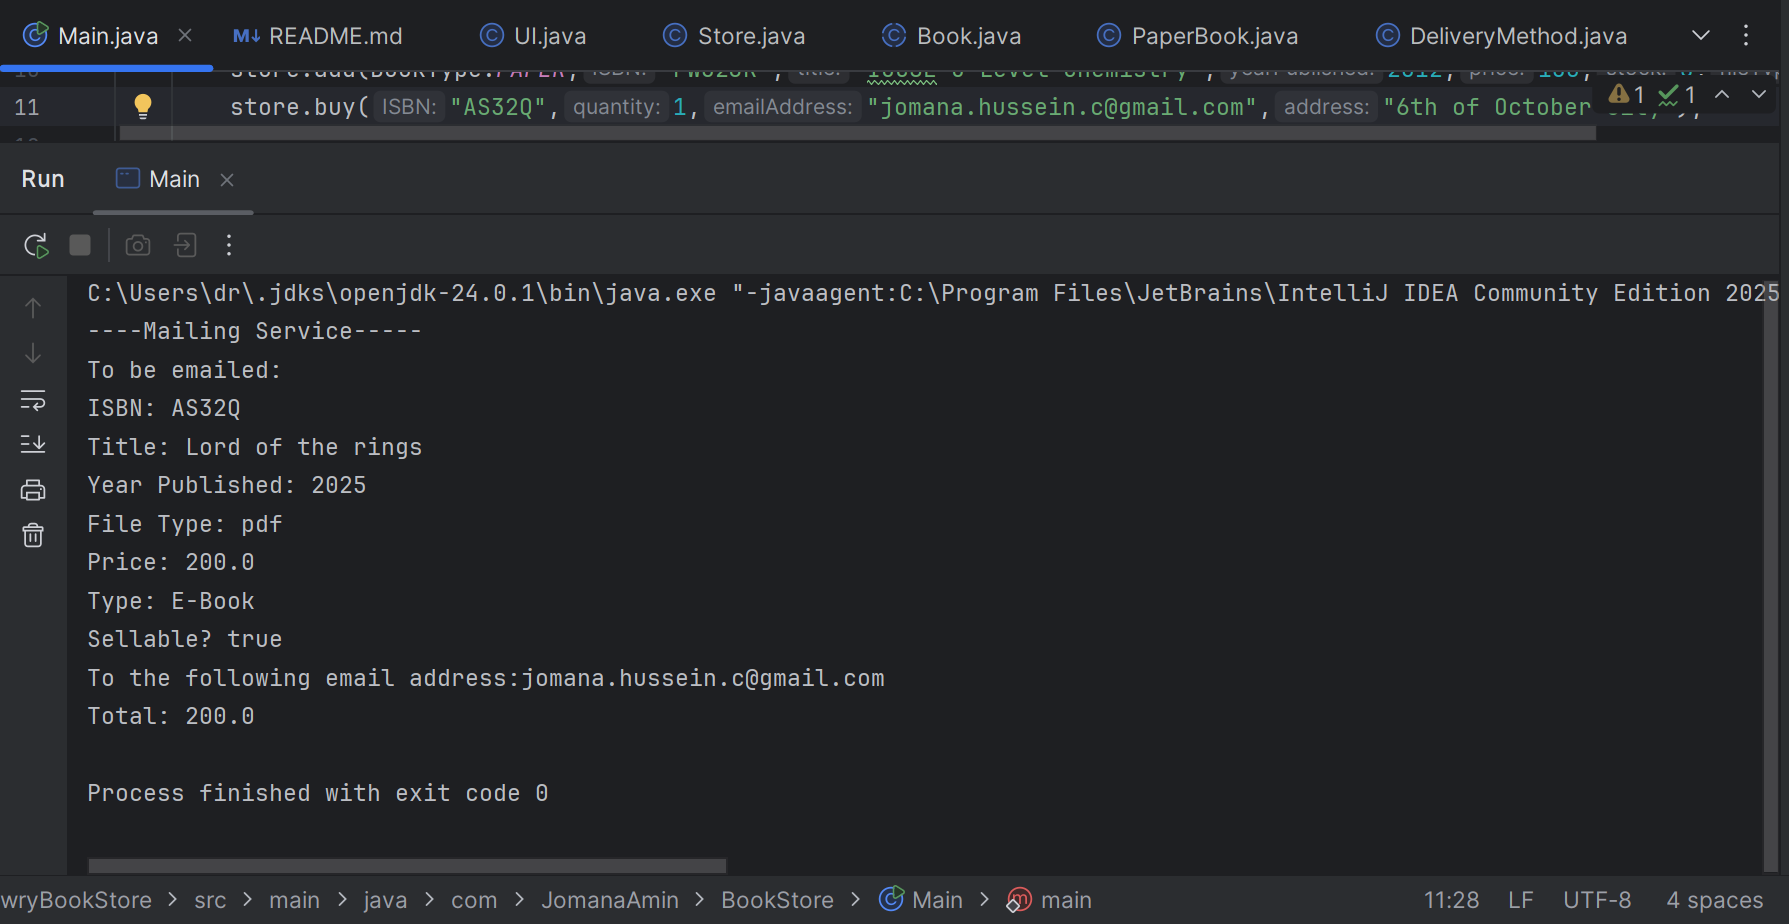 Main.java README.md UI.java Store.java Book.java PaperBook.java DeliveryMethod.java
11 store.buy( ISBN: "AS32Q", quantity: 1, emailAddress: "jomana.hussein.c@gmail.com", address: "6th of October 1 1
Run Main
C:\Users\dr\.jdks\openjdk-24.0.1\bin\java.exe "-javaagent:C:\Program Files\JetBrains\IntelliJ IDEA Community Edition 2025
----Mailing Service-----
To be emailed:
ISBN: AS32Q
Title: Lord of the rings
Year Published: 2025
File Type: pdf
Price: 200.0
Type: E-Book
Sellable? true
To the following email address:jomana.hussein.c@gmail.com
Total: 200.0
Process finished with exit code 0
wryBookStore > src > main > java > com > JomanaAmin > BookStore > Main > main 11:28 LF UTF-8 4 spaces